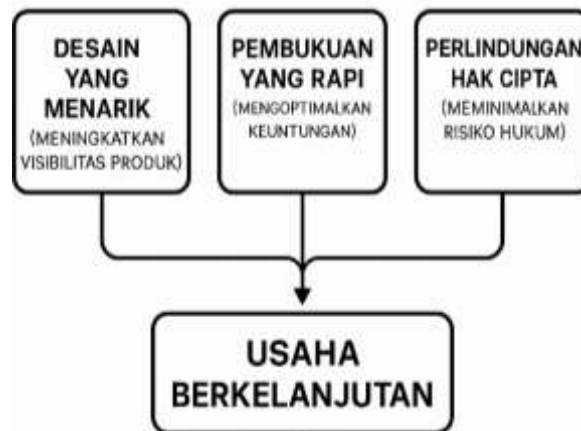 DESAIN
YANG
MENARIK
(MENINGKATKAN
VISIBILITAS PRODUK)
PEMBUKUAN
YANG RAPI
(MENGOPTIMALKAN
KEUNTUNGAN)
PERLINDUNGAN
HAK CIPTA
(MEMINIMALKAN
RISIKO HUKUM)
USAHA
BERKELANJUTAN